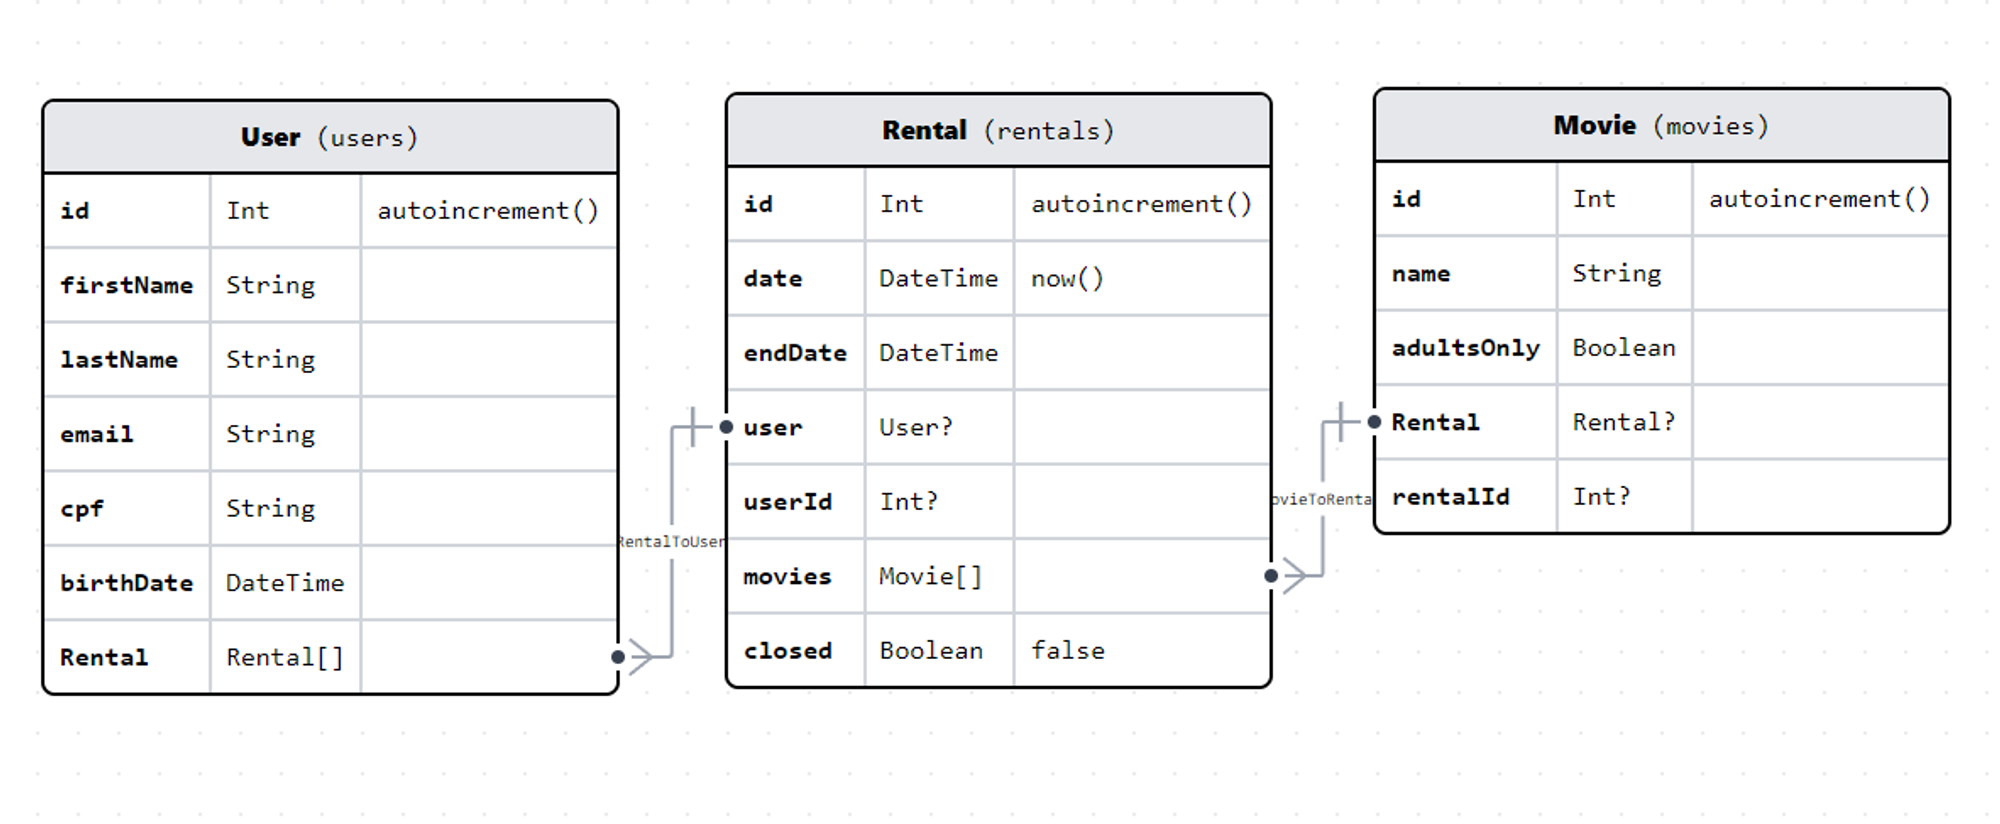 User (users)
id Int autoincrement()
firstName String
lastName String
email String
cpf String
birthDate DateTime
Rental Rental[]
RentalToUser
Rental (rentals)
id Int autoincrement()
date DateTime now()
endDate DateTime
user User?
userId Int?
movies Movie[]
closed Boolean false
ovieToRenta
Movie (movies)
id Int autoincrement()
name String
adultsOnly Boolean
Rental Rental?
rentalId Int?